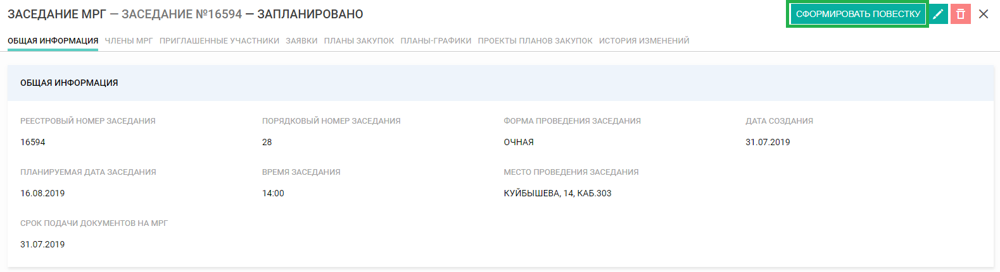 ЗАСЕДАНИЕ МРГ — ЗАСЕДАНИЕ №16594 — ЗАПЛАНИРОВАНО
СФОРМИРОВАТЬ ПОВЕСТКУ
ОБЩАЯ ИНФОРМАЦИЯ ЧЛЕНЫ МРГ ПРИГЛАШЕННЫЕ УЧАСТНИКИ ЗАЯВКИ ПЛАНЫ ЗАКУПОК ПЛАНЫ-ГРАФИКИ ПРОЕКТЫ ПЛАНОВ ЗАКУПОК ИСТОРИЯ ИЗМЕНЕНИЙ
ОБЩАЯ ИНФОРМАЦИЯ
РЕЕСТРОВЫЙ НОМЕР ЗАСЕДАНИЯ ПОРЯДКОВЫЙ НОМЕР ЗАСЕДАНИЯ ФОРМА ПРОВЕДЕНИЯ ЗАСЕДАНИЯ ДАТА СОЗДАНИЯ
16594 28 ОЧНАЯ 31.07.2019
ПЛАНИРУЕМАЯ ДАТА ЗАСЕДАНИЯ ВРЕМЯ ЗАСЕДАНИЯ МЕСТО ПРОВЕДЕНИЯ ЗАСЕДАНИЯ
16.08.2019 14:00 КУЙБЫШЕВА, 14, КАБ.303
СРОК ПОДАЧИ ДОКУМЕНТОВ НА МРГ
31.07.2019